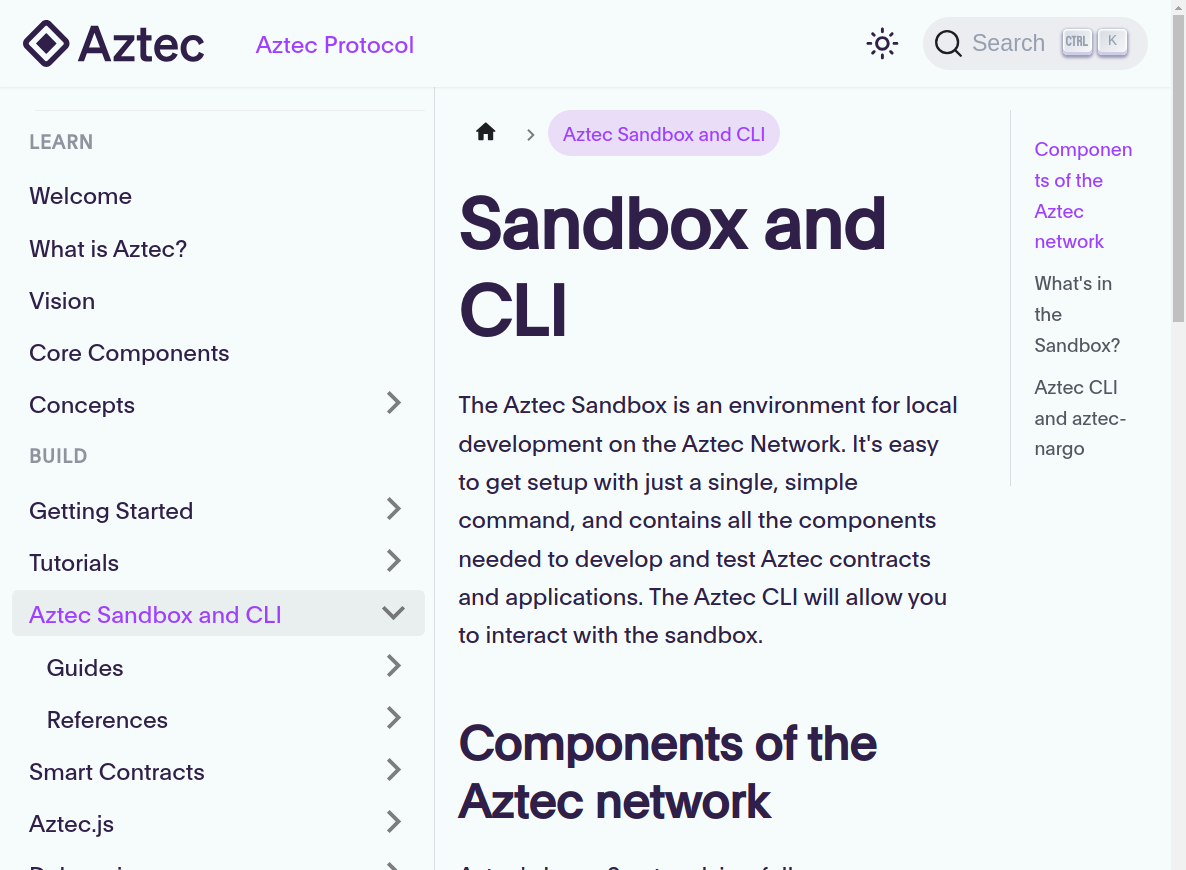 Aztec
Aztec Protocol
Search CTRL K
LEARN
Welcome
What is Aztec?
Vision
Core Components
Concepts
BUILD
Getting Started
Tutorials
Aztec Sandbox and CLI
Guides
References
Smart Contracts
Aztec.js
Aztec Sandbox and CLI
Sandbox and
CLI
The Aztec Sandbox is an environment for local
development on the Aztec Network. It's easy
to get setup with just a single, simple
command, and contains all the components
needed to develop and test Aztec contracts
and applications. The Aztec CLI will allow you
to interact with the sandbox.
Components of the
Aztec network
Componen
ts of the
Aztec
network
What's in
the
Sandbox?
Aztec CLI
and aztec-
nargo